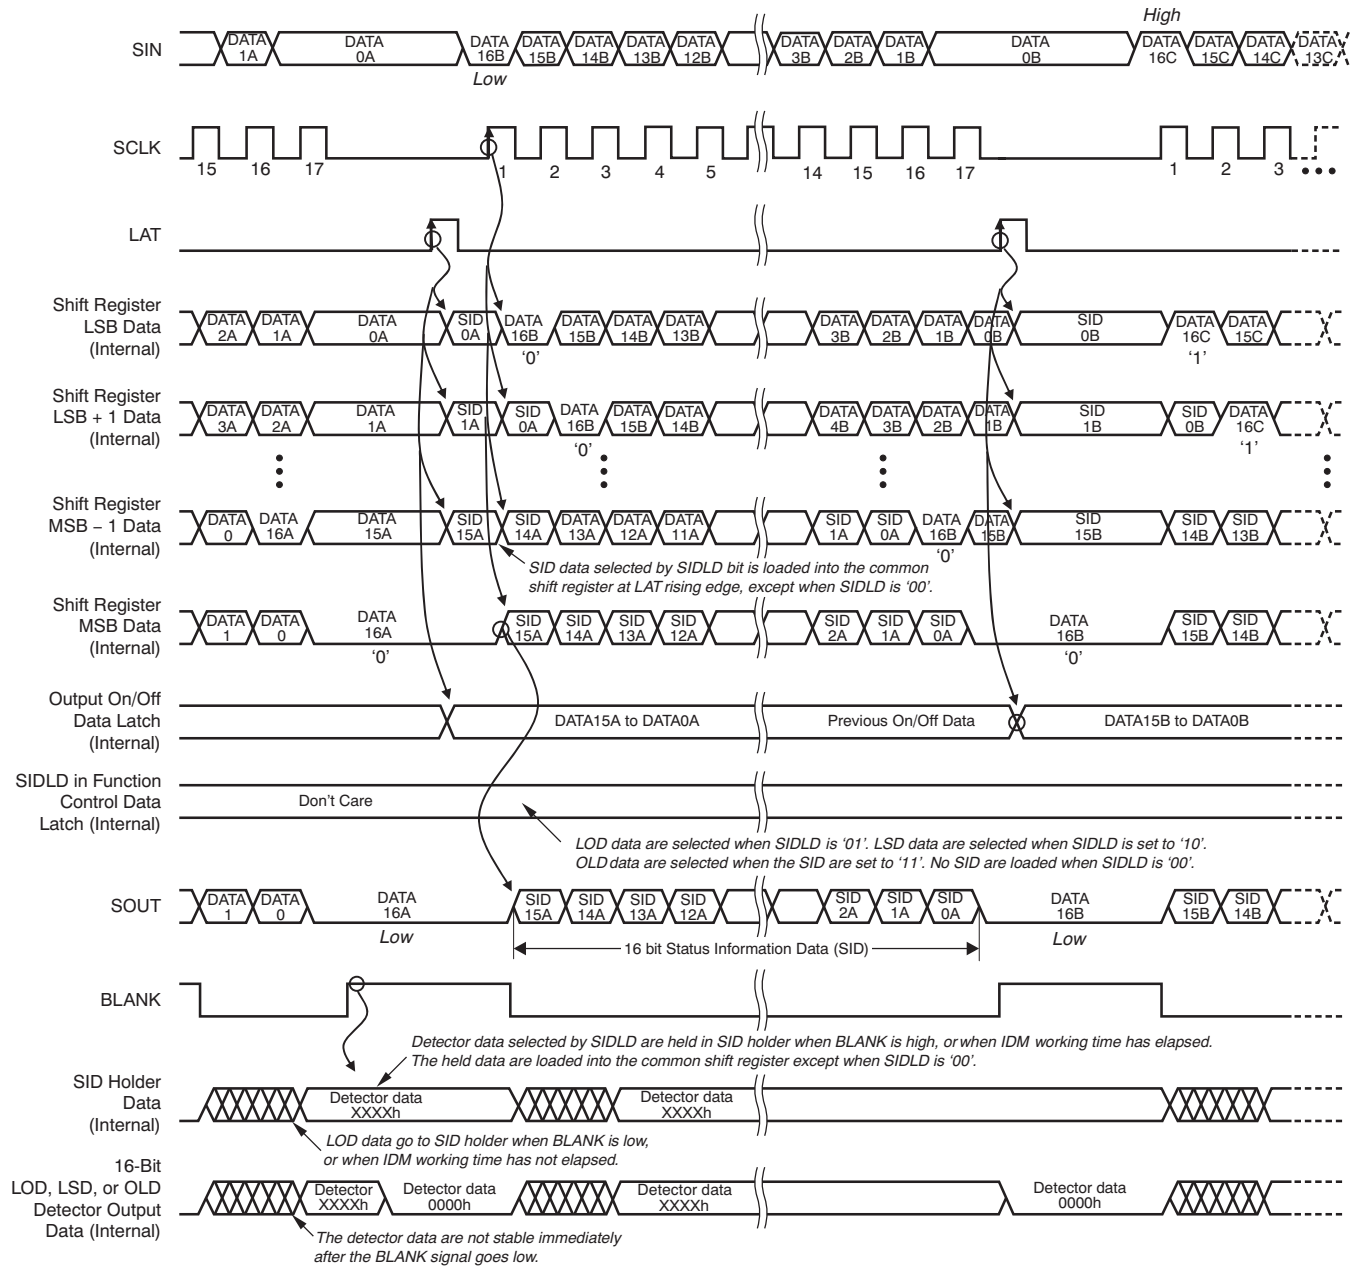 High
SIN
DATA 1A
DATA 0A
DATA 16B
DATA 15B
DATA 14B
DATA 13B
DATA 12B
DATA 3B
DATA 2B
DATA 1B
DATA 0B
DATA 16C
DATA 15C
DATA 14C
DATA 13C
Low
SCLK
15 16 17 1 2 3 4 5 14 15 16 17 1 2 3
LAT
Shift Register
LSB Data
(Internal)
DATA 2A
DATA 1A
DATA 0A
SID 0A
DATA 16B
'0'
DATA 15B
DATA 14B
DATA 13B
DATA 3B
DATA 2B
DATA 1B
DATA 0B
SID 0B
DATA 16C
'1'
DATA 15C
Shift Register
LSB + 1 Data
(Internal)
DATA 3A
DATA 2A
DATA 1A
SID 1A
SID 0A
DATA 16B
'0'
DATA 15B
DATA 14B
DATA 4B
DATA 3B
DATA 2B
DATA 1B
SID 1B
SID 0B
DATA 16C
'1'
Shift Register
MSB – 1 Data
(Internal)
DATA 0
DATA 16A
DATA 15A
SID 15A
SID 14A
DATA 13A
DATA 12A
DATA 11A
SID 1A
SID 0A
DATA 16B
'0'
DATA 15B
SID 15B
SID 14B
SID 13B
SID data selected by SIDLD bit is loaded into the common
shift register at LAT rising edge, except when SIDLD is '00'.
Shift Register
MSB Data
(Internal)
DATA 1
DATA 0
DATA 16A
'0'
SID 15A
SID 14A
SID 13A
SID 12A
SID 2A
SID 1A
SID 0A
DATA 16B
'0'
SID 15B
SID 14B
Output On/Off
Data Latch
(Internal)
DATA15A to DATA0A
Previous On/Off Data
DATA15B to DATA0B
SIDLD in Function
Control Data
Latch (Internal)
Don't Care
LOD data are selected when SIDLD is '01'. LSD data are selected when SIDLD is set to '10'.
OLD data are selected when the SID are set to '11'. No SID are loaded when SIDLD is '00'.
SOUT
DATA 1
DATA 0
DATA 16A
Low
SID 15A
SID 14A
SID 13A
SID 12A
SID 2A
SID 1A
SID 0A
DATA 16B
Low
SID 15B
SID 14B
16 bit Status Information Data (SID)
BLANK
Detector data selected by SIDLD are held in SID holder when BLANK is high, or when IDM working time has elapsed.
The held data are loaded into the common shift register except when SIDLD is '00'.
SID Holder
Data
(Internal)
Detector data
XXXXh
Detector data
XXXXh
LOD data go to SID holder when BLANK is low,
or when IDM working time has not elapsed.
16-Bit
LOD, LSD, or OLD
Detector Output
Data (Internal)
Detector
XXXXh
Detector data
0000h
Detector data
XXXXh
Detector data
0000h
The detector data are not stable immediately
after the BLANK signal goes low.